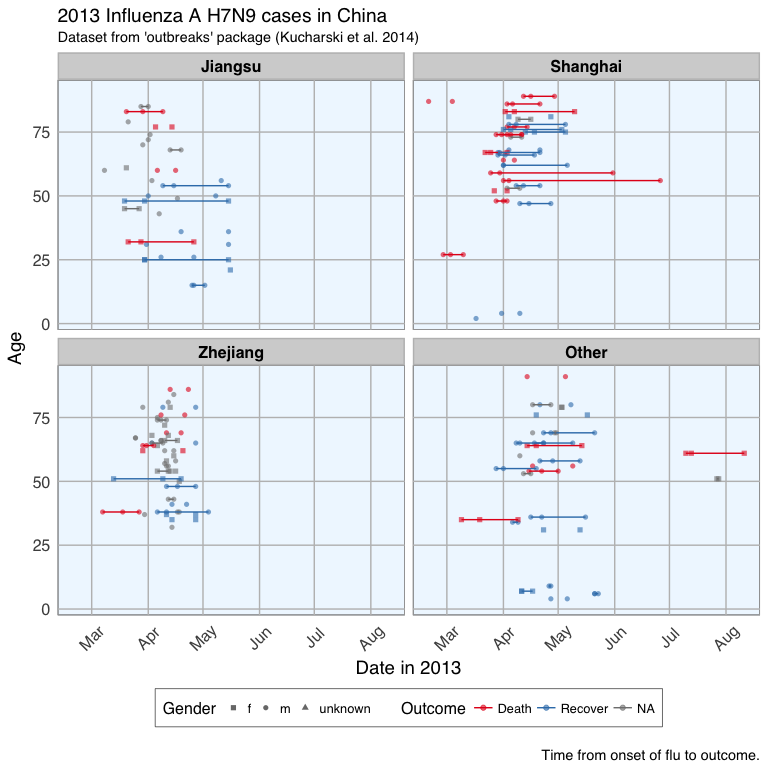 2013 Influenza A H7N9 cases in China
Dataset from 'outbreaks' package (Kucharski et al. 2014)
Jiangsu Shanghai
75
50
25
0
Age
Zhejiang Other
75
50
25
0
Mar Apr May Jun Jul Aug Mar Apr May Jun Jul Aug
Date in 2013
Gender f m unknown Outcome Death Recover NA
Time from onset of flu to outcome.